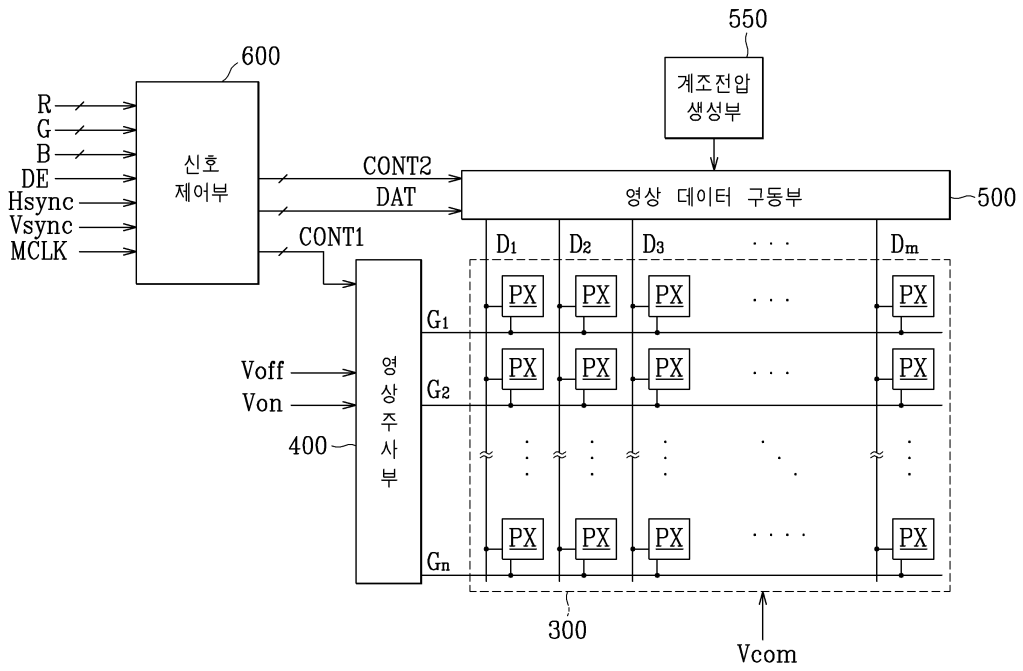 550
600
계조전압
생성부
R
G
B
DE
Hsync
Vsync
MCLK
신호
제어부
CONT2
DAT
CONT1
영상 데이터 구동부
500
D1 D2 D3 · · · Dm
PX PX PX · · · PX
G1
Voff
Von
400
영상주사부
PX PX PX · · · PX
G2
PX PX PX · · · · PX
Gn
300
Vcom